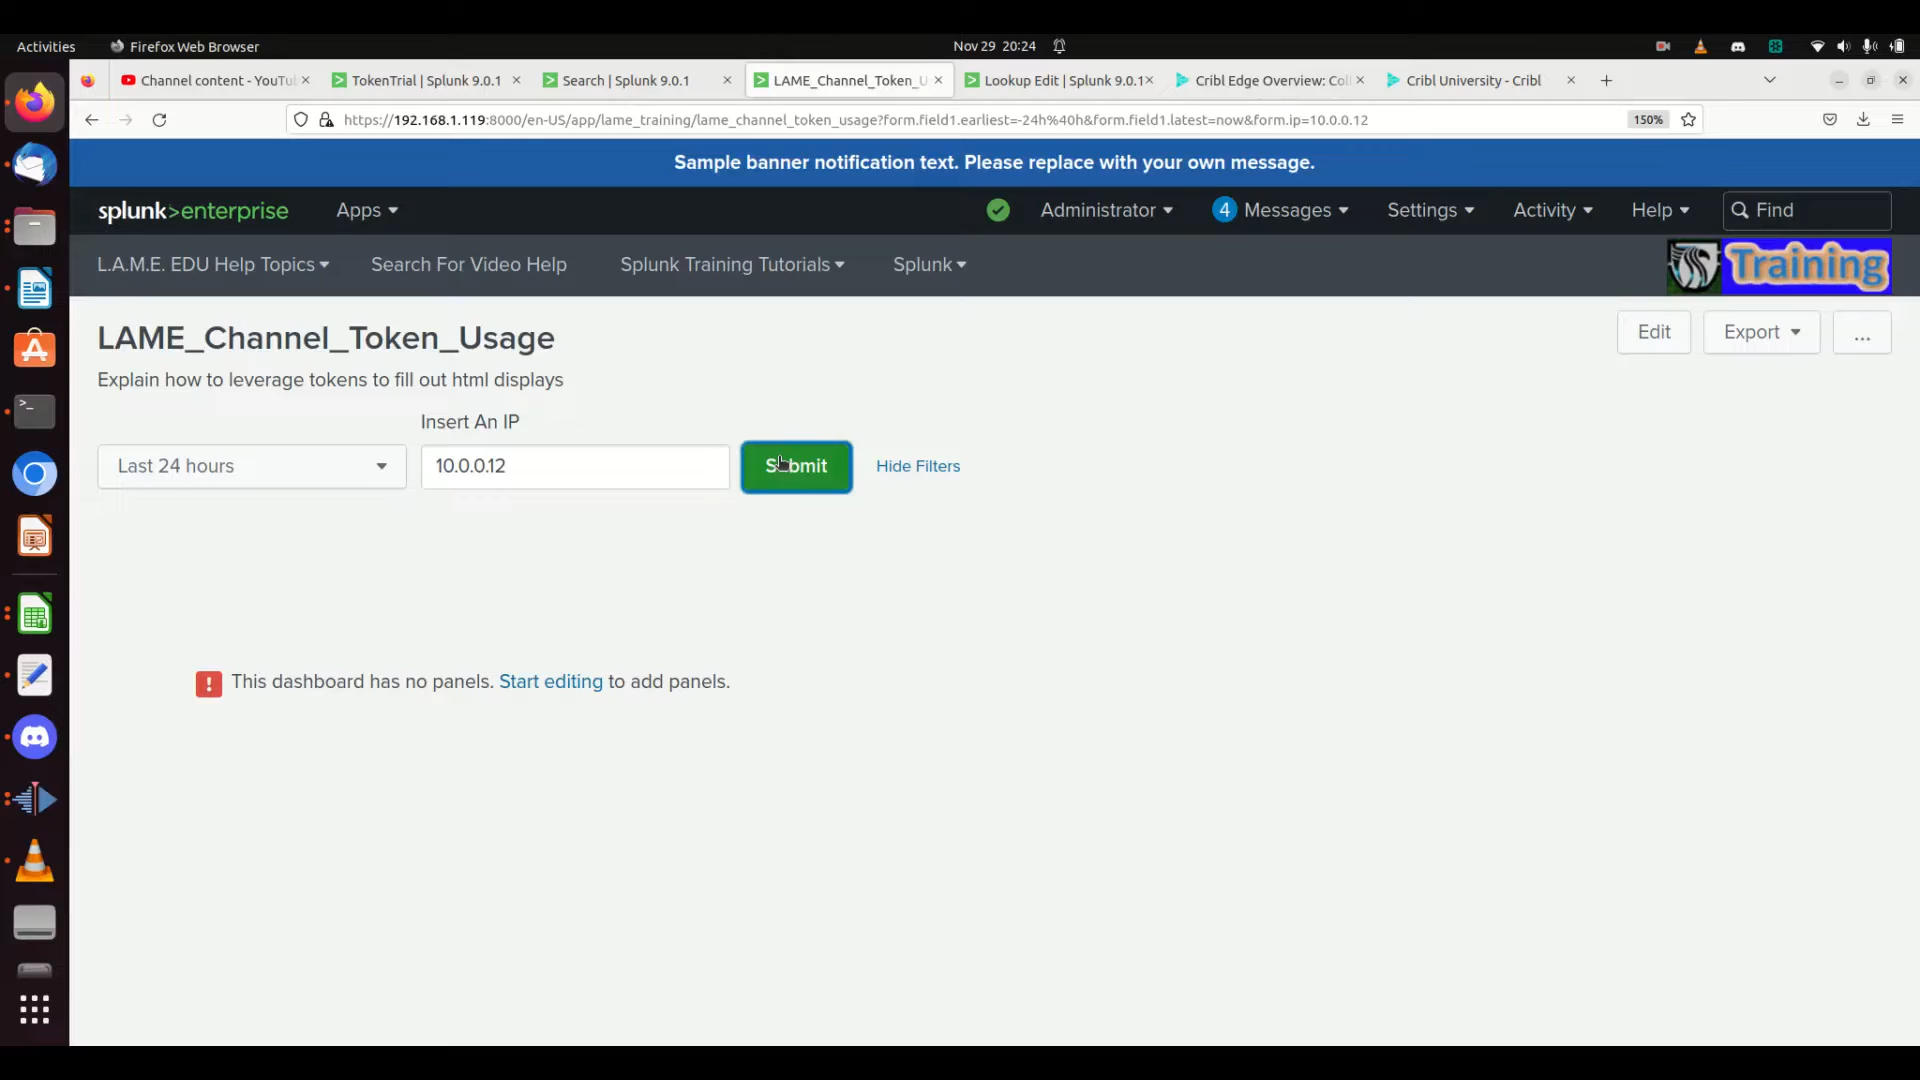 Activities Firefox Web Browser Nov 29 20:24
Channel content - YouTu TokenTrial | Splunk 9.0.1 Search | Splunk 9.0.1 LAME_Channel_Token_U Lookup Edit | Splunk 9.0.1 Cribl Edge Overview: Col Cribl University - Cribl
https://192.168.1.119:8000/en-US/app/lame_training/lame_channel_token_usage?form.field1.earliest=-24h%40h&form.field1.latest=now&form.ip=10.0.0.12 150%
Sample banner notification text. Please replace with your own message.
splunk>enterprise Apps Administrator 4 Messages Settings Activity Help Find
L.A.M.E. EDU Help Topics Search For Video Help Splunk Training Tutorials Splunk Training
LAME_Channel_Token_Usage Edit Export ...
Explain how to leverage tokens to fill out html displays
Insert An IP
Last 24 hours 10.0.0.12 Submit Hide Filters
This dashboard has no panels. Start editing to add panels.